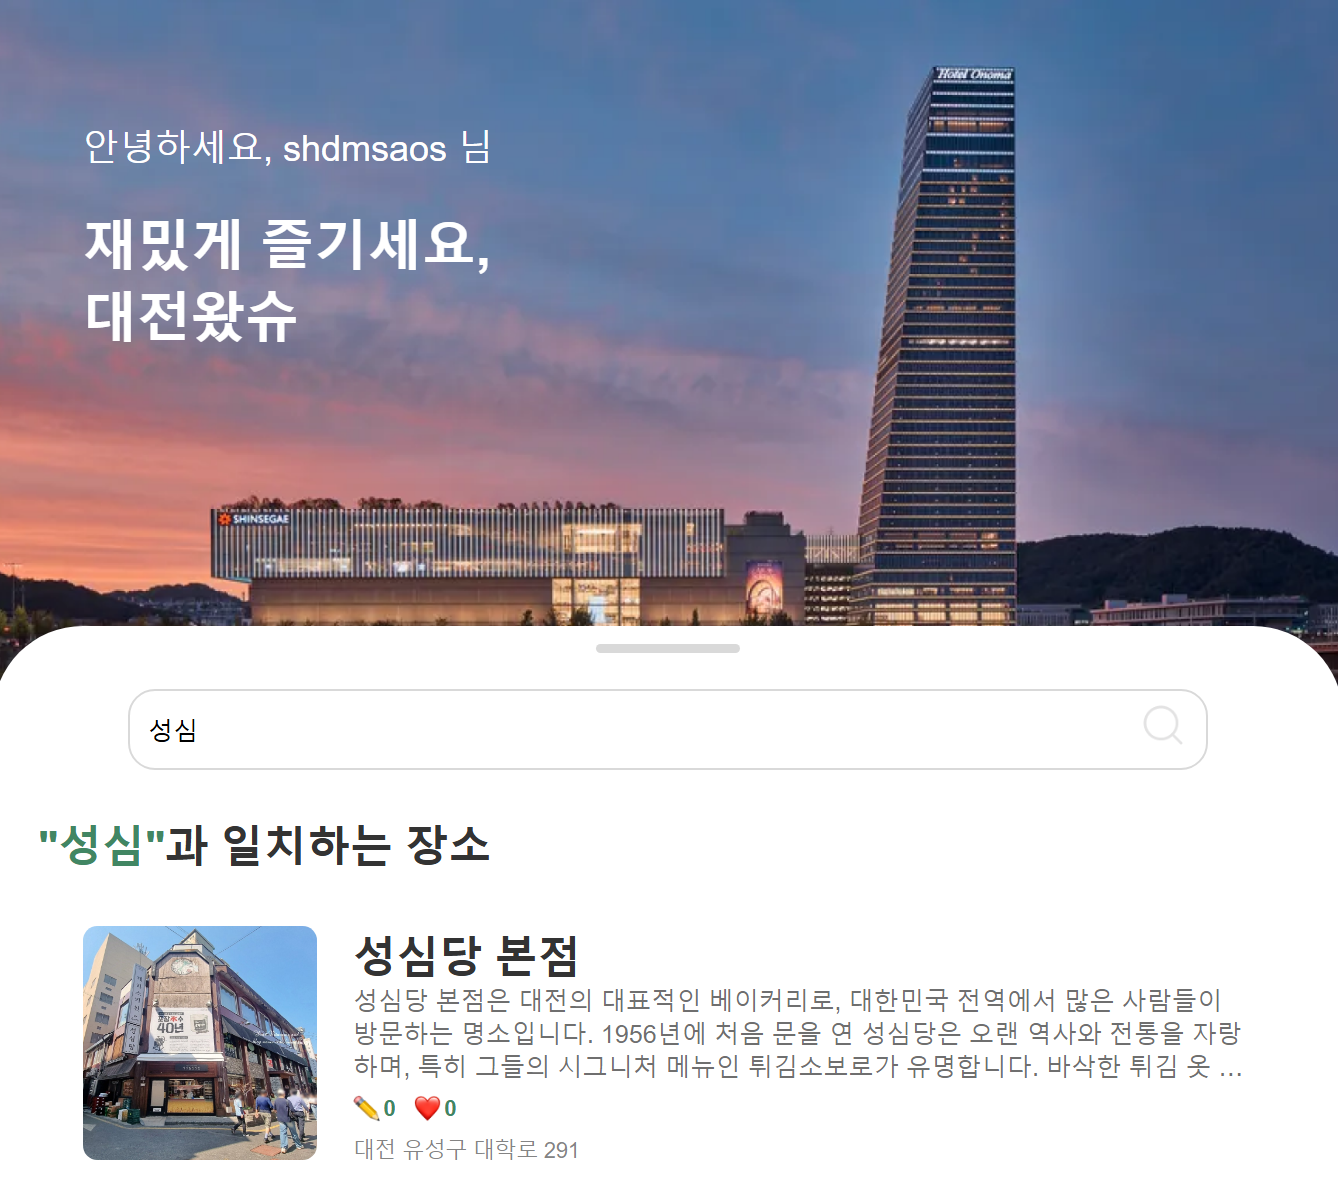 Hotel Onoma
안녕하세요, shdmsaos 님
재밌게 즐기세요,
대전왔슈
SHINSEGAE
성심
"성심"과 일치하는 장소
성심당 본점
성심당 본점은 대전의 대표적인 베이커리로, 대한민국 전역에서 많은 사람들이
방문하는 명소입니다. 1956년에 처음 문을 연 성심당은 오랜 역사와 전통을 자랑
하며, 특히 그들의 시그니처 메뉴인 튀김소보로가 유명합니다. 바삭한 튀김 옷 ...
✏️0 ❤️0
대전 유성구 대학로 291
40년